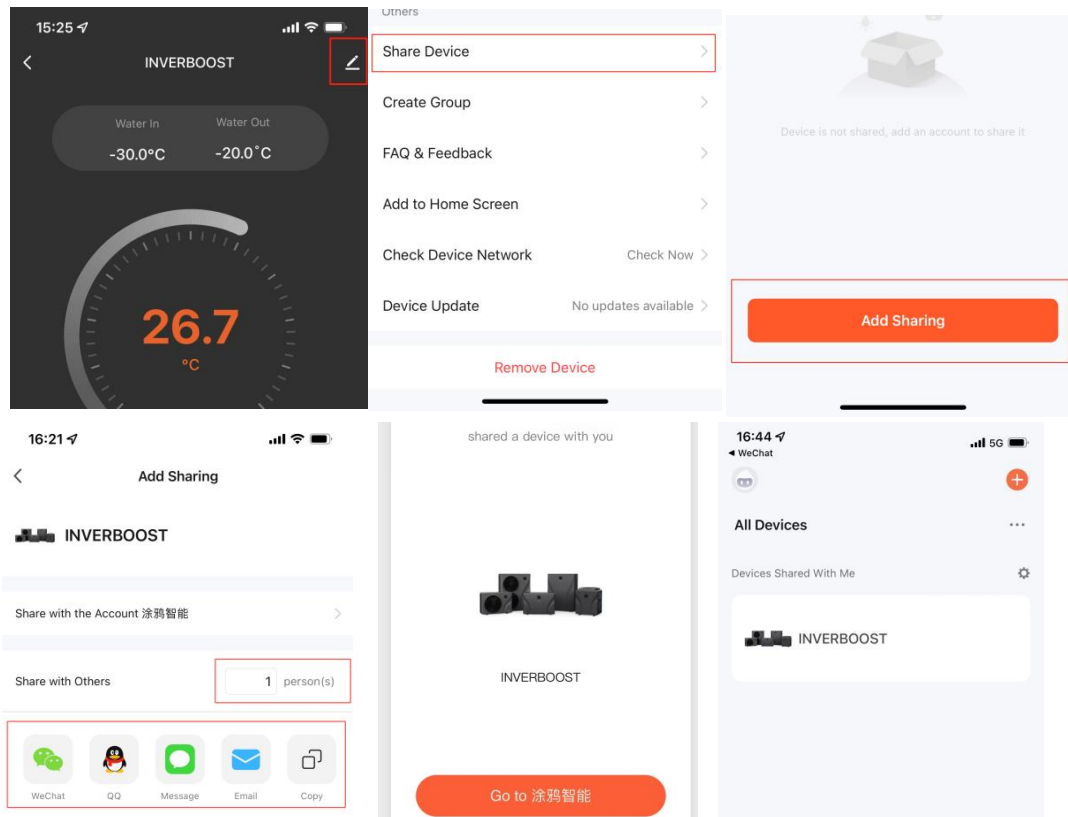 15:25
INVERBOOST
Water In
Water Out
-30.0°C
-20.0°C
26.7
°C
Others
Share Device
Create Group
FAQ & Feedback
Add to Home Screen
Check Device Network
Check Now
Device Update
No updates available
Remove Device
Device is not shared, add an account to share it
Add Sharing
16:21
Add Sharing
INVERBOOST
Share with the Account 涂鸦智能
Share with Others
1 person(s)
WeChat
QQ
Message
Email
Copy
shared a device with you
INVERBOOST
Go to 涂鸦智能
16:44
5G
WeChat
All Devices
Devices Shared With Me
INVERBOOST